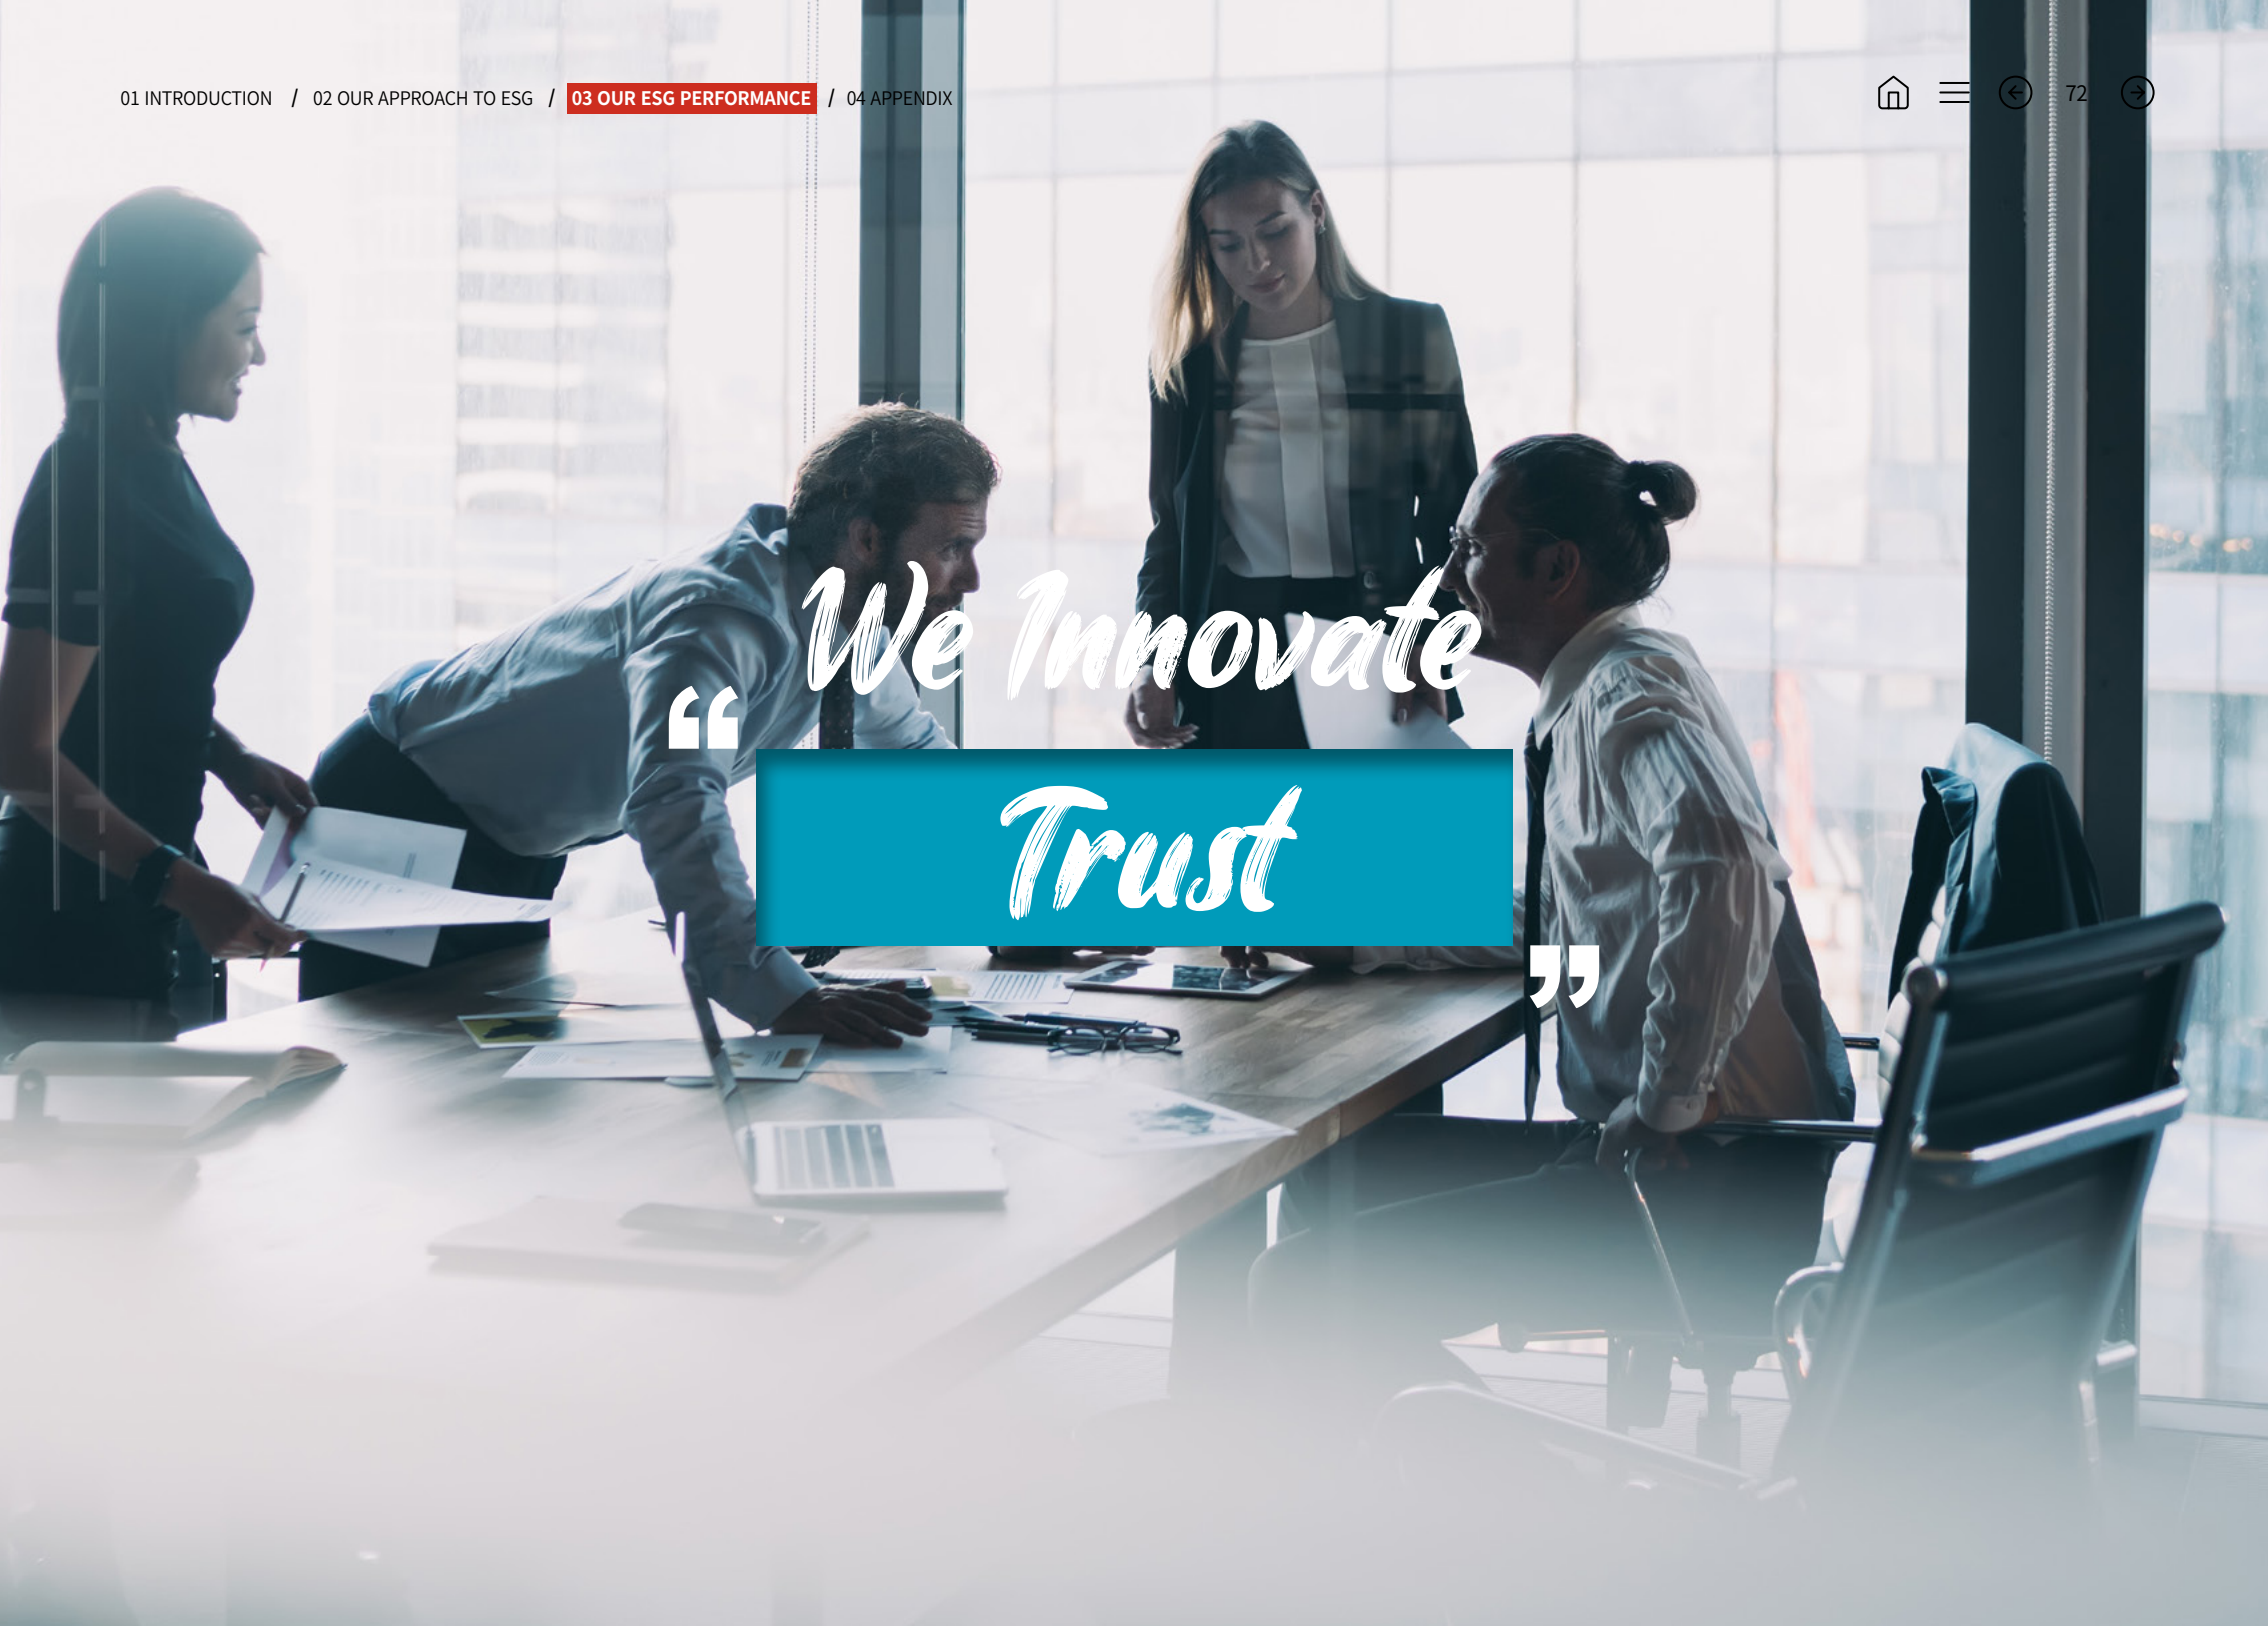 01 INTRODUCTION / 02 OUR APPROACH TO ESG / 03 OUR ESG PERFORMANCE / 04 APPENDIX
72
We Innovate
“
Trust
”